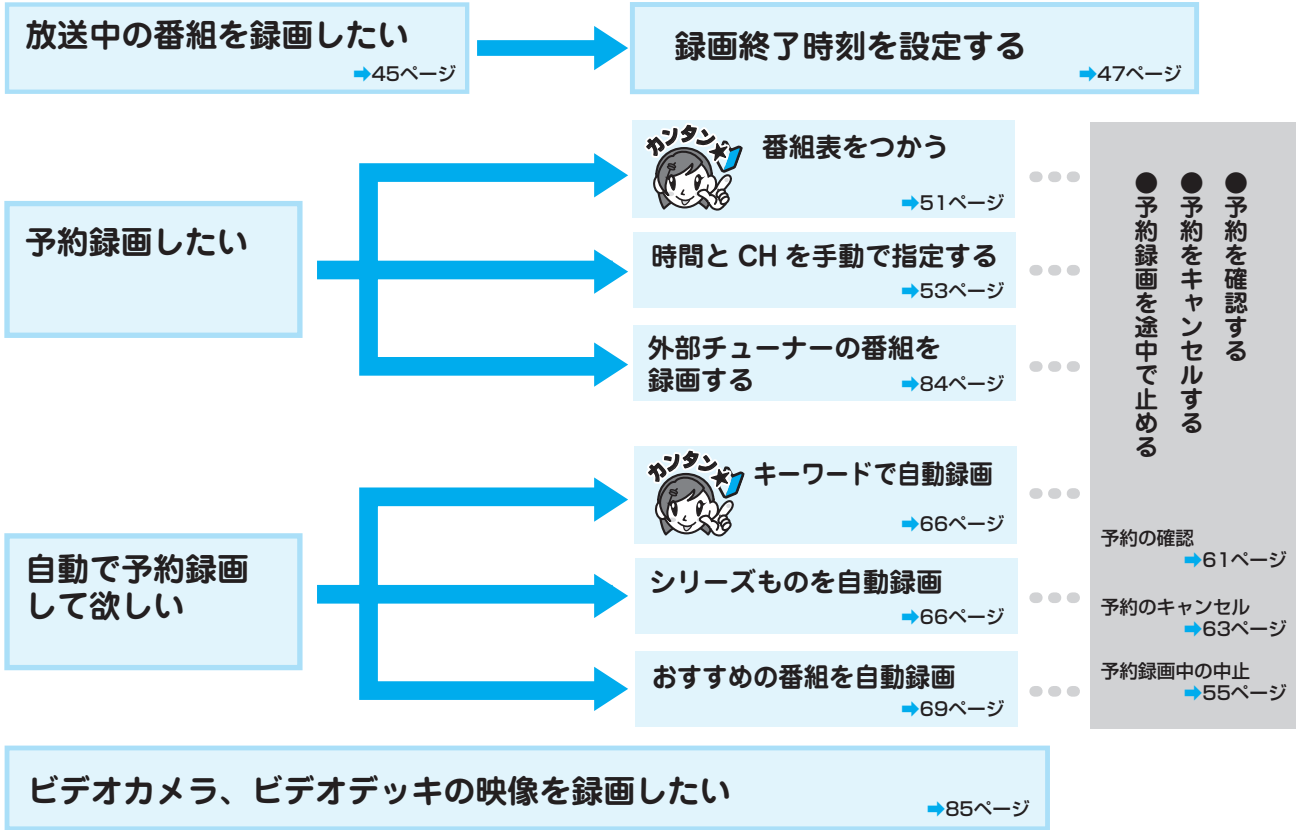 放送中の番組を録画したい
➡45ページ
録画終了時刻を設定する
➡47ページ
予約録画したい
カンタン
番組表をつかう
➡51ページ
時間と CH を手動で指定する
➡53ページ
外部チューナーの番組を
録画する
➡84ページ
自動で予約録画
して欲しい
カンタン
キーワードで自動録画
➡66ページ
シリーズものを自動録画
➡66ページ
おすすめの番組を自動録画
➡69ページ
●予約を確認する
●予約をキャンセルする
●予約録画を途中で止める
予約の確認
➡61ページ
予約のキャンセル
➡63ページ
予約録画中の中止
➡55ページ
ビデオカメラ、ビデオデッキの映像を録画したい
➡85ページ